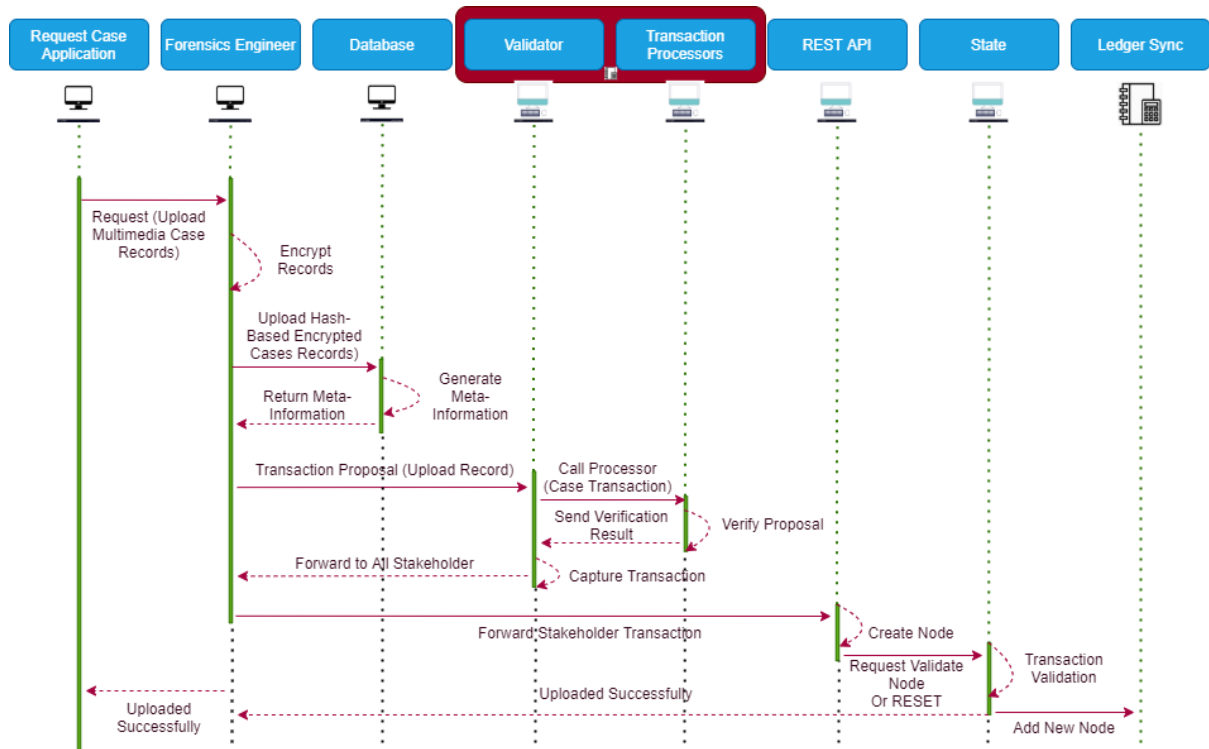 Request Case
Application
Forensics Engineer
Database
Validator
Transaction
Processors
REST API
State
Ledger Sync
Request (Upload
Multimedia Case
Records)
Encrypt
Records
Upload Hash-
Based Encrypted
Cases Records)
Generate
Meta-
Information
Return Meta-
Information
Transaction Proposal (Upload Record)
Call Processor
(Case Transaction)
Send Verification
Result
Verify Proposal
Forward to All Stakeholder
Capture Transaction
Forward Stakeholder Transaction
Create Node
Request Validate
Node
Or RESET
Transaction
Validation
Uploaded Successfully
Uploaded
Successfully
Add New Node